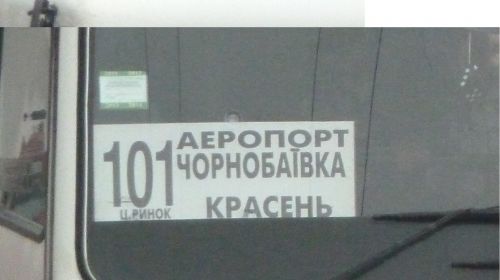 101
АЕРОПОРТ
ЧОРНОБАЇВКА
Ц.РИНОК
КРАСЕНЬ